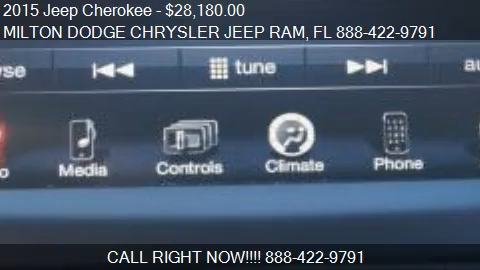 2015 Jeep Cherokee - $28,180.00
MILTON DODGE CHRYSLER JEEP RAM, FL 888-422-9791
tune
Media Controls Climate Phone
CALL RIGHT NOW!!!! 888-422-9791